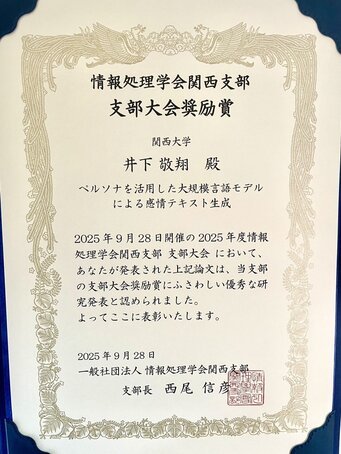 情報処理学会関西支部
支部大会奨励賞
関西大学
井下 敬翔 殿
ペルソナを活用した大規模言語モデル
による感情テキスト生成
2025年9月28日開催の2025年度情報
処理学会関西支部 支部大会 において、
あなたが発表された上記論文は、当支部
の支部大会奨励賞にふさわしい優秀な研
究発表と認められました。
よってここに表彰いたします。
2025年9月28日
一般社団法人 情報処理学会関西支部
支部長 西尾 信彦